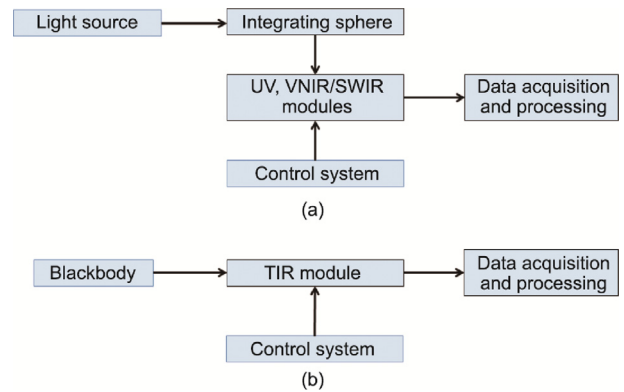 Light source
Integrating sphere
UV, VNIR/SWIR
modules
Data acquisition
and processing
Control system
(a)
Blackbody
TIR module
Data acquisition
and processing
Control system
(b)